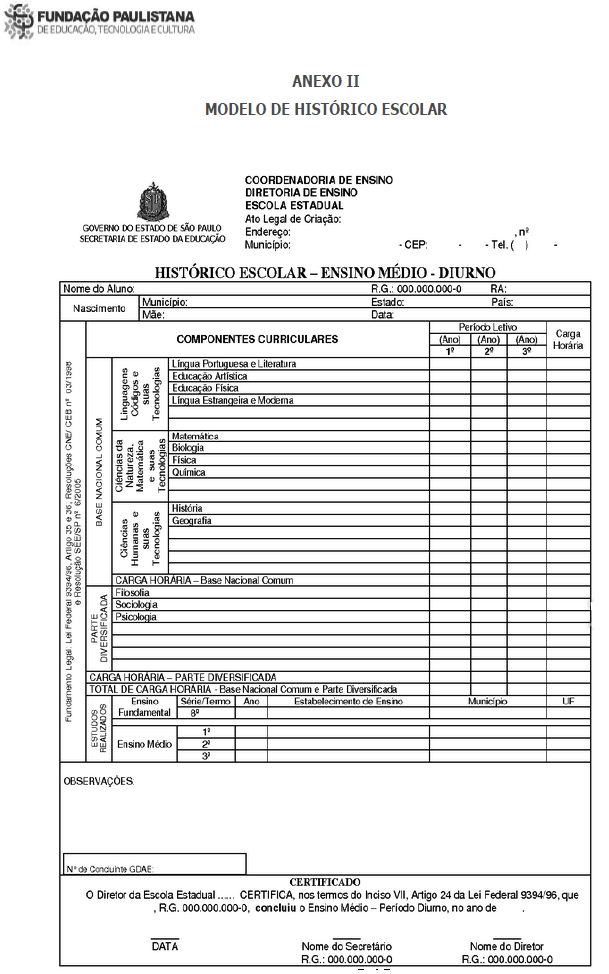 FUNDAÇÃO PAULISTANA
DE EDUCAÇÃO, TECNOLOGIA E CULTURA
ANEXO II
MODELO DE HISTÓRICO ESCOLAR
GOVERNO DO ESTADO DE SÃO PAULO
SECRETARIA DE ESTADO DA EDUCAÇÃO
COORDENADORIA DE ENSINO
DIRETORIA DE ENSINO
ESCOLA ESTADUAL
Ato Legal de Criação:
Endereço: , nº
Município: - CEP: - - Tel. ( ) -
HISTÓRICO ESCOLAR – ENSINO MÉDIO - DIURNO
Nome do Aluno: R.G.: 000.000.000-0 RA:
Nascimento
Município: Estado: País:
Mãe: Data:
Fundamento Legal. Lei Federal 9394/96, Artigo 35 e 36, Resoluções CNE/ CEB nº 03/1998
e Resolução SEE/SP nº 6/2005
COMPONENTES CURRICULARES
Período Letivo
(Ano) (Ano) (Ano)
1º 2º 3º
Carga
Horária
BASE NACIONAL COMUM
Linguagens
Códigos e
suas
Tecnologias
Língua Portuguesa e Literatura
Educação Artística
Educação Física
Língua Estrangeira e Moderna
Ciências da
Natureza,
Matemática
e suas
Tecnologias
Matemática
Biologia
Física
Química
Ciências
Humanas e
suas
Tecnologias
História
Geografia
CARGA HORÁRIA – Base Nacional Comum
PARTE
DIVERSIFICADA
Filosofia
Sociologia
Psicologia
CARGA HORÁRIA – PARTE DIVERSIFICADA
TOTAL DE CARGA HORÁRIA - Base Nacional Comum e Parte Diversificada
ESTUDOS
REALIZADOS
Ensino
Fundamental
Série/Termo Ano Estabelecimento de Ensino Município UF
8º
Ensino Médio
1º
2º
3º
OBSERVAÇÕES:
Nº de Concluinte GDAE:
CERTIFICADO
O Diretor da Escola Estadual ...... CERTIFICA, nos termos do Inciso VII, Artigo 24 da Lei Federal 9394/96, que
, R.G. 000.000.000-0, concluiu o Ensino Médio – Período Diurno, no ano de .
DATA
Nome do Secretário
R.G.: 000.000.000-0
Nome do Diretor
R.G.: 000.000.000-0